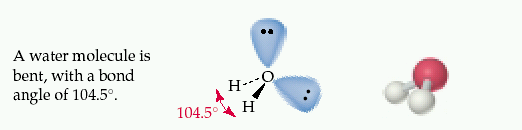 A water molecule is
bent, with a bond
angle of 104.5°.
O
H
H
104.5°